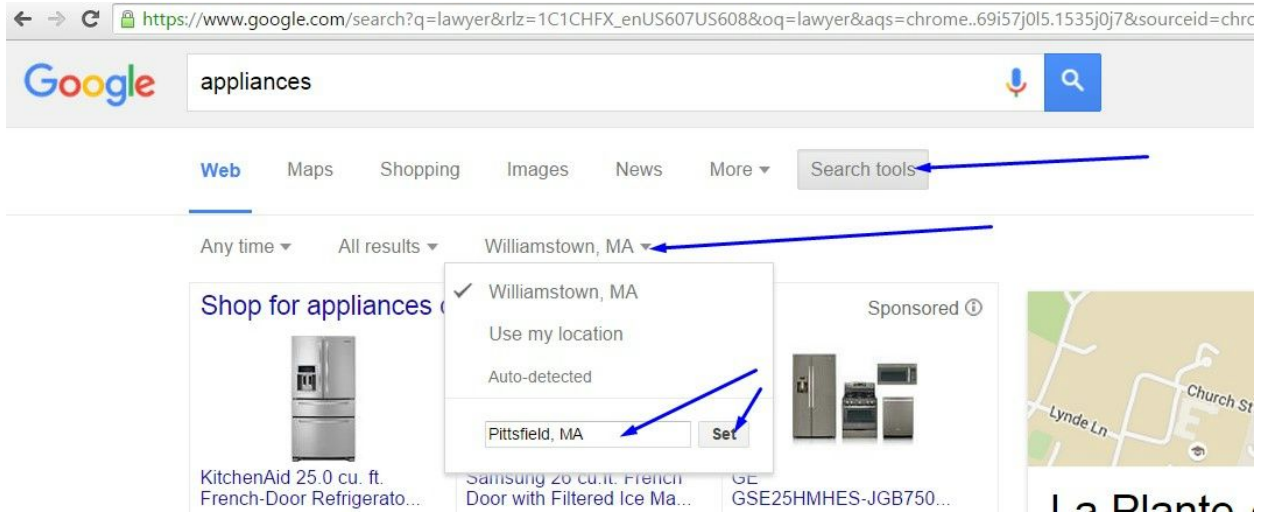 https://www.google.com/search?q=lawyer&rlz=1C1CHFX_enUS607US608&oq=lawyer&aqs=chrome..69i57j0l5.1535j0j7&sourceid=chro
Google appliances
Web Maps Shopping Images News More Search tools
Any time All results Williamstown, MA
Williamstown, MA
Shop for appliances Sponsored
Use my location
Auto-detected
Church St
Lynde Ln
Pittsfield, MA Set
KitchenAid 25.0 cu. ft. Samsung 26 cu.ft. French GE
French-Door Refrigerato... Door with Filtered Ice Ma... GSE25HMHES-JGB750...
La Plante